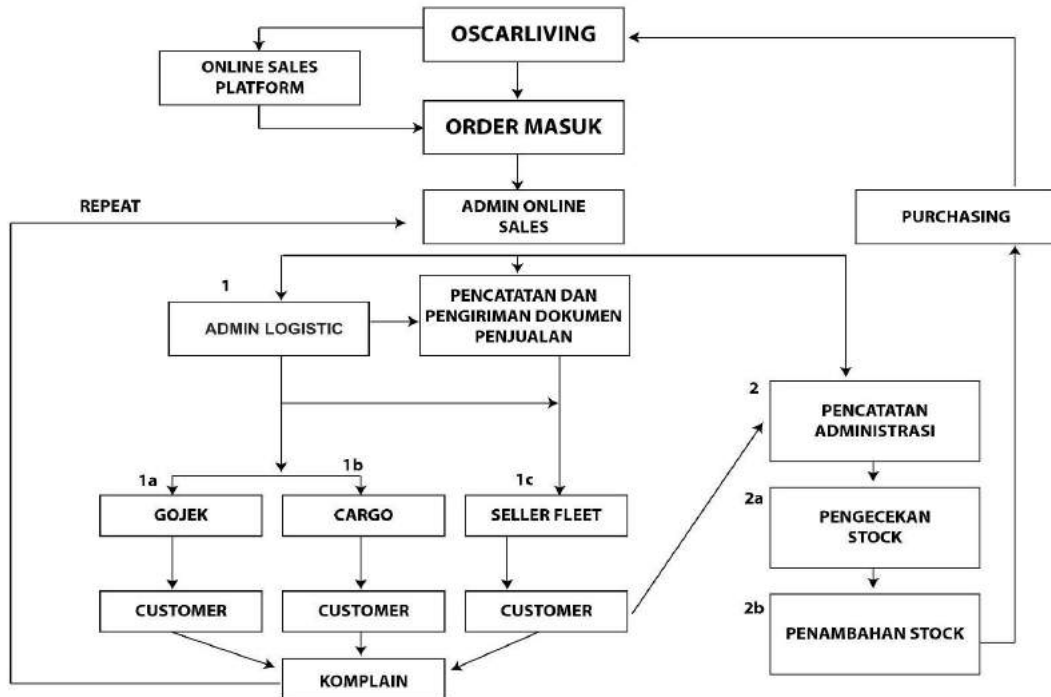 OSCARLIVING
ONLINE SALES
PLATFORM
ORDER MASUK
REPEAT
ADMIN ONLINE
SALES
PURCHASING
1
ADMIN LOGISTIC
PENCATATAN DAN
PENGIRIMAN DOKUMEN
PENJUALAN
2
PENCATATAN
ADMINISTRASI
1a
GOJEK
1b
CARGO
1c
SELLER FLEET
2a
PENGECEKAN
STOCK
CUSTOMER
CUSTOMER
CUSTOMER
2b
PENAMBAHAN STOCK
KOMPLAIN